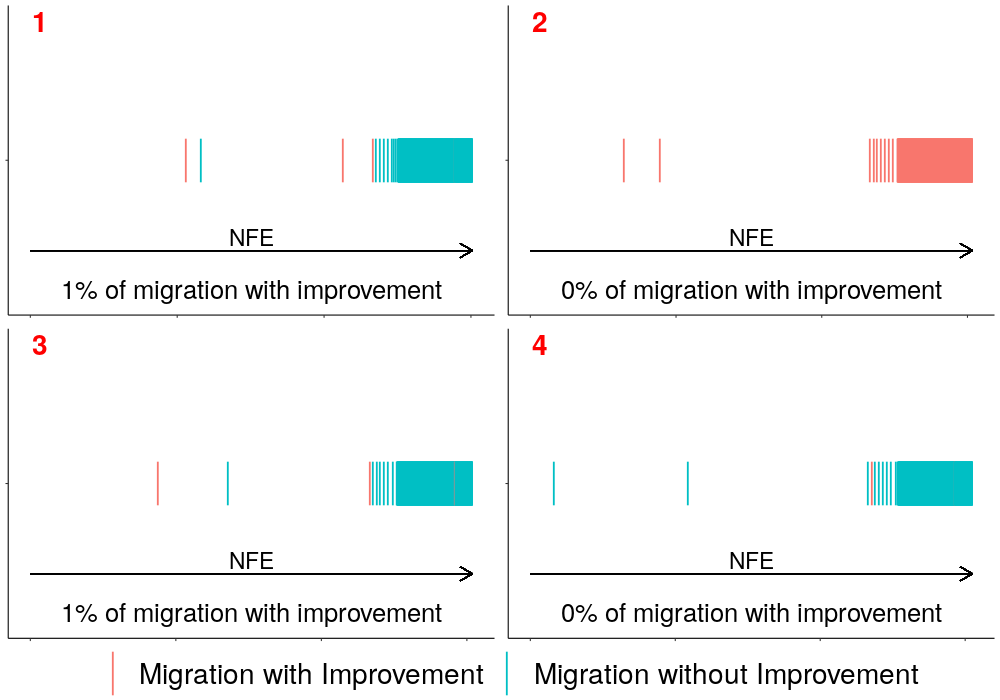 1
NFE
1% of migration with improvement
2
NFE
0% of migration with improvement
3
NFE
1% of migration with improvement
4
NFE
0% of migration with improvement
Migration with Improvement
Migration without Improvement